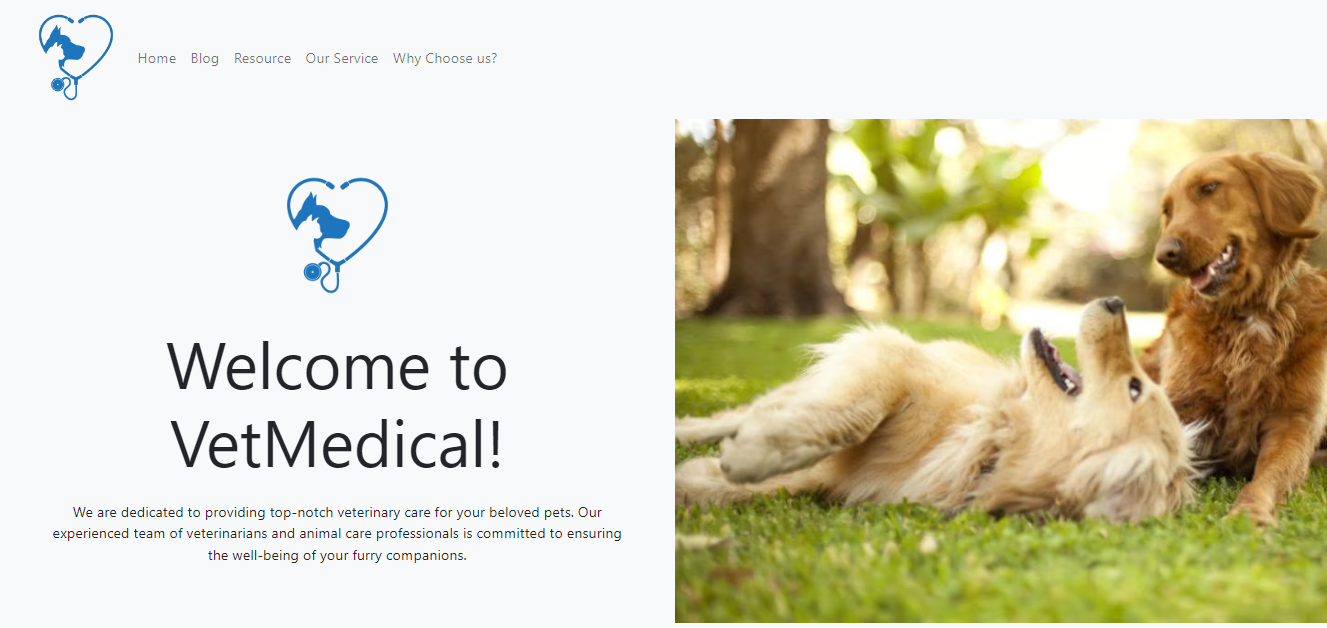 Home Blog Resource Our Service Why Choose us?
Welcome to
VetMedical!
We are dedicated to providing top-notch veterinary care for your beloved pets. Our
experienced team of veterinarians and animal care professionals is committed to ensuring
the well-being of your furry companions.